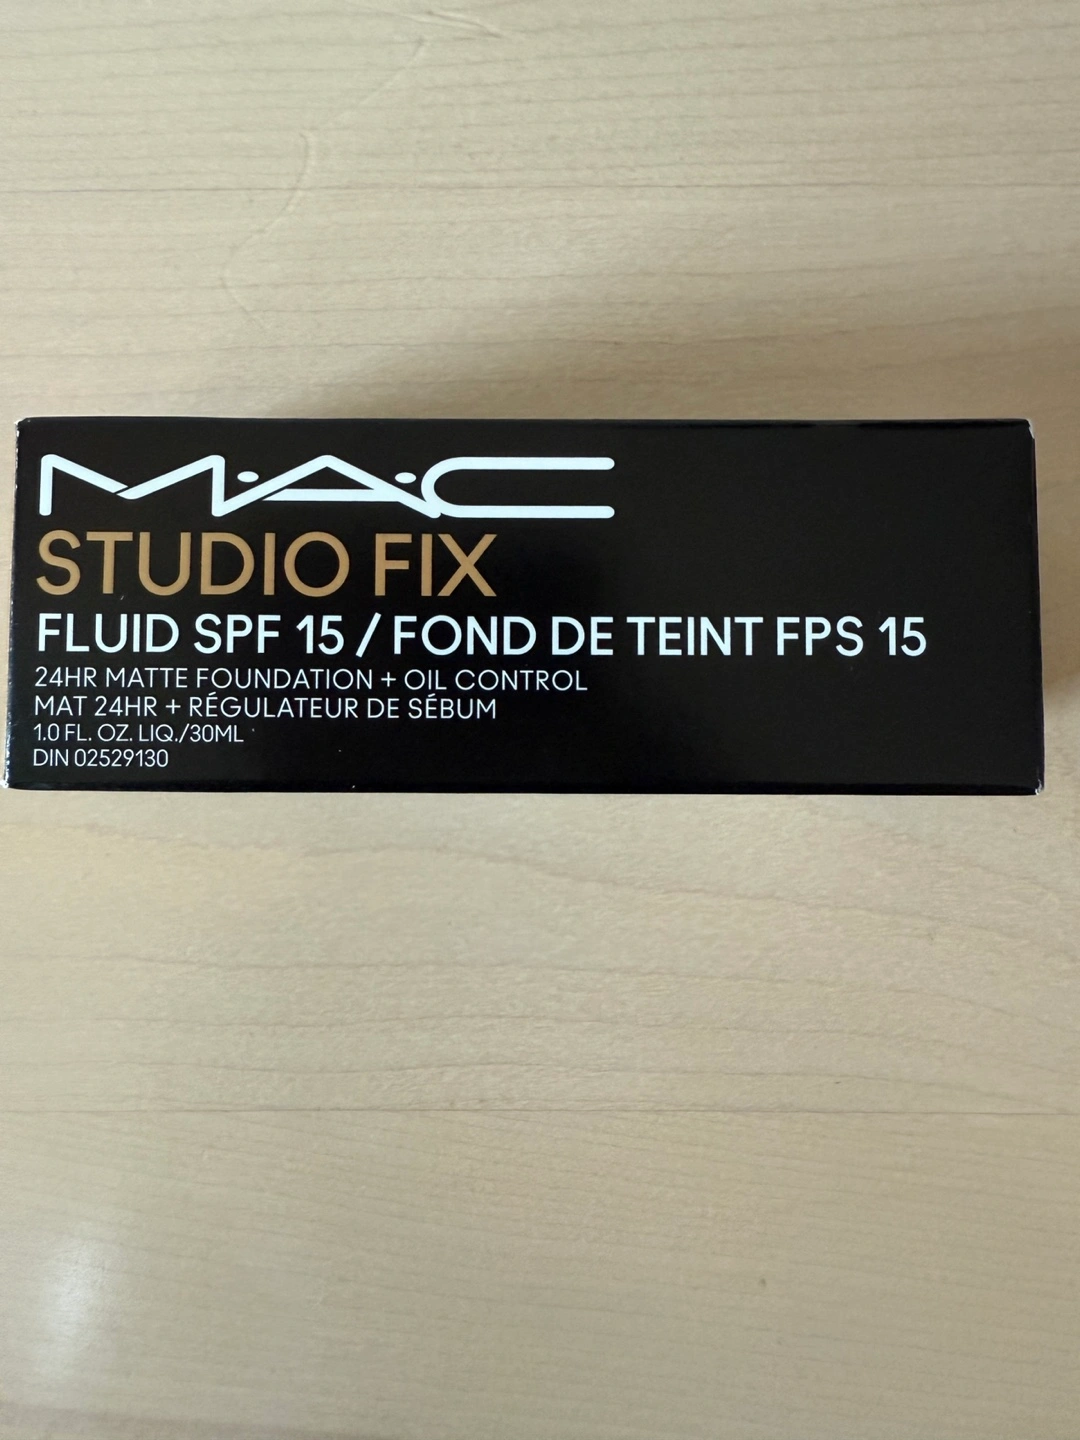 M·A·C
STUDIO FIX
FLUID SPF 15 / FOND DE TEINT FPS 15
24HR MATTE FOUNDATION + OIL CONTROL
MAT 24HR + RÉGULATEUR DE SÉBUM
1.0 FL. OZ. LIQ./30ML
DIN 02529130